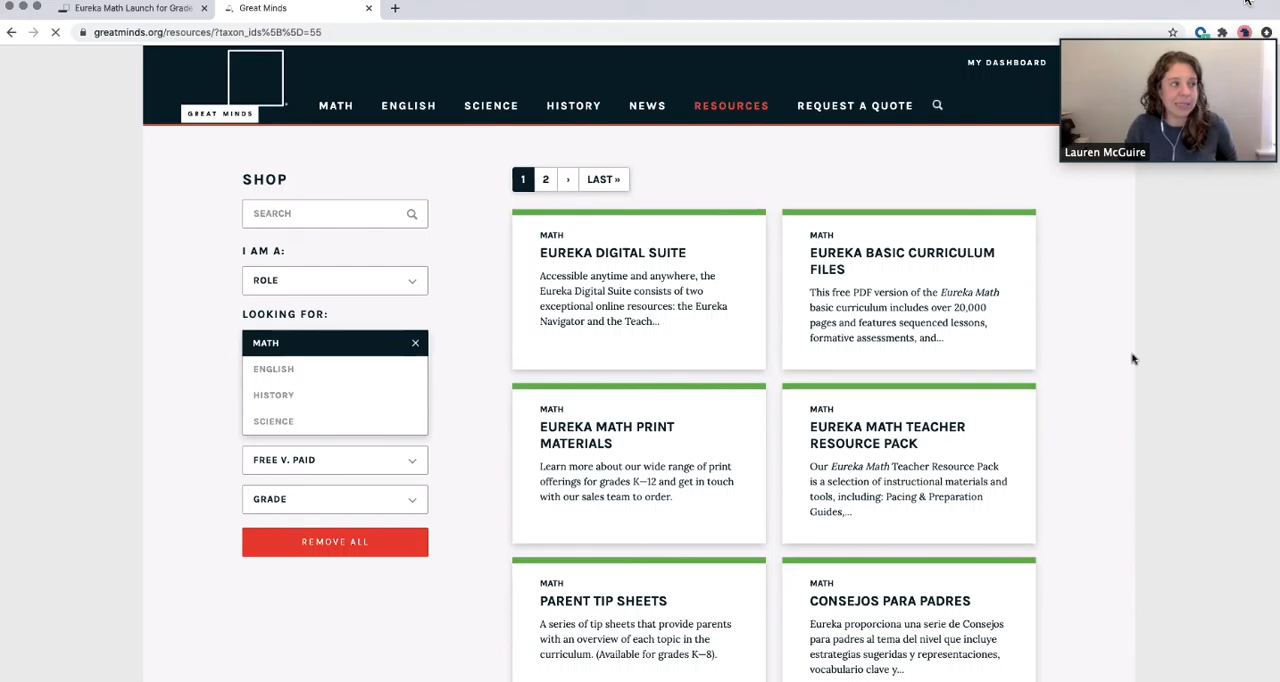 Eureka Math Launch for Grade
Great Minds
greatminds.org/resources/?taxon_ids%5B%5D=55
MY DASHBOARD
GREAT MINDS
MATH ENGLISH SCIENCE HISTORY NEWS RESOURCES REQUEST A QUOTE
Lauren McGuire
SHOP
SEARCH
I AM A:
ROLE
LOOKING FOR:
MATH
ENGLISH
HISTORY
SCIENCE
FREE V. PAID
GRADE
REMOVE ALL
1 2 › LAST »
MATH
EUREKA DIGITAL SUITE
Accessible anytime and anywhere, the
Eureka Digital Suite consists of two
exceptional online resources: the Eureka
Navigator and the Teach...
MATH
EUREKA BASIC CURRICULUM
FILES
This free PDF version of the Eureka Math
basic curriculum includes over 20,000
pages and features sequenced lessons,
formative assessments, and...
MATH
EUREKA MATH PRINT
MATERIALS
Learn more about our wide range of print
offerings for grades K—12 and get in touch
with our sales team to order.
MATH
EUREKA MATH TEACHER
RESOURCE PACK
Our Eureka Math Teacher Resource Pack
is a selection of instructional materials and
tools, including: Pacing & Preparation
Guides,...
MATH
PARENT TIP SHEETS
A series of tip sheets that provide parents
with an overview of each topic in the
curriculum. (Available for grades K—8).
MATH
CONSEJOS PARA PADRES
Eureka proporciona una serie de Consejos
para padres al tema del nivel que incluye
estrategias sugeridas y representaciones,
vocabulario clave y...